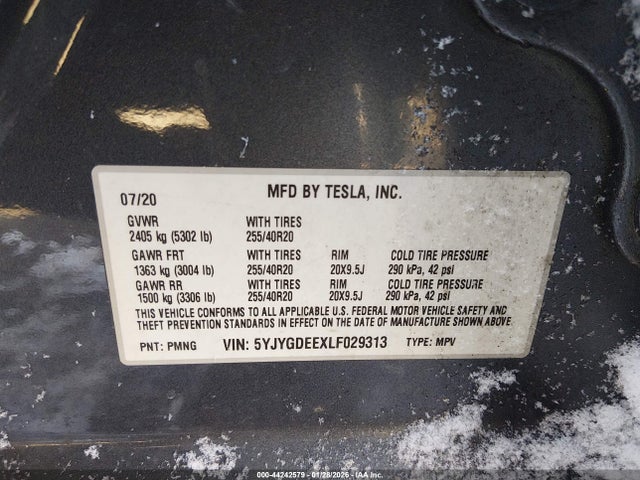 07/20 MFD BY TESLA, INC.
GVWR WITH TIRES
2405 kg (5302 lb) 255/40R20
GAWR FRT WITH TIRES RIM COLD TIRE PRESSURE
1363 kg (3004 lb) 255/40R20 20X9.5J 290 kPa, 42 psi
GAWR RR WITH TIRES RIM COLD TIRE PRESSURE
1500 kg (3306 lb) 255/40R20 20X9.5J 290 kPa, 42 psi
THIS VEHICLE CONFORMS TO ALL APPLICABLE U.S. FEDERAL MOTOR VEHICLE SAFETY AND
THEFT PREVENTION STANDARDS IN EFFECT ON THE DATE OF MANUFACTURE SHOWN ABOVE.
PNT: PMNG VIN: 5YJYGDEEXLF029313 TYPE: MPV
000-44242579 - 01/28/2026 - IAAI.COM